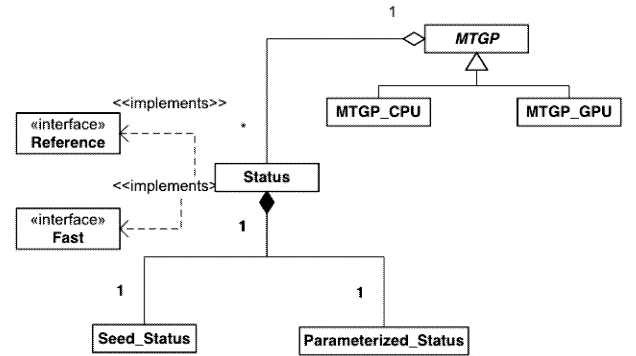 1
MTGP
<<implements>>
MTGP_CPU
MTGP_GPU
«interface»
Reference
*
<<implements>
Status
«interface»
Fast
1
1
1
Seed_Status
Parameterized_Status